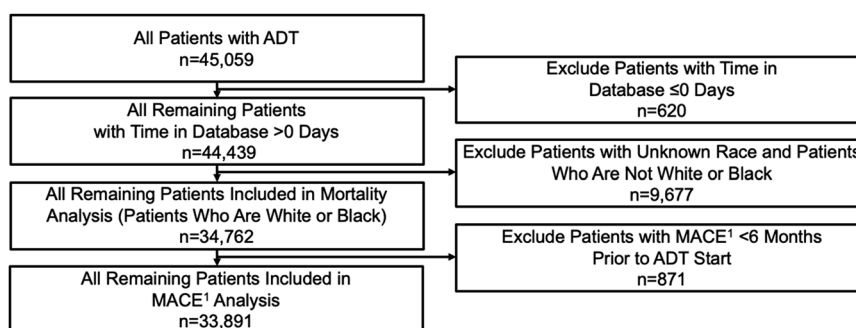 All Patients with ADT
n=45,059
Exclude Patients with Time in
Database ≤0 Days
n=620
All Remaining Patients
with Time in Database >0 Days
n=44,439
Exclude Patients with Unknown Race and Patients
Who Are Not White or Black
n=9,677
All Remaining Patients Included in Mortality
Analysis (Patients Who Are White or Black)
n=34,762
Exclude Patients with MACE¹ <6 Months
Prior to ADT Start
n=871
All Remaining Patients Included in
MACE¹ Analysis
n=33,891